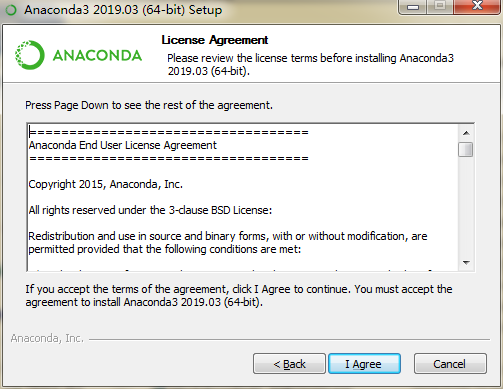 Anaconda3 2019.03 (64-bit) Setup
ANACONDA
License Agreement
Please review the license terms before installing Anaconda3
2019.03 (64-bit).
Press Page Down to see the rest of the agreement.
===================================
Anaconda End User License Agreement
===================================
Copyright 2015, Anaconda, Inc.
All rights reserved under the 3-clause BSD License:
Redistribution and use in source and binary forms, with or without modification, are
permitted provided that the following conditions are met:
If you accept the terms of the agreement, click I Agree to continue. You must accept the
agreement to install Anaconda3 2019.03 (64-bit).
Anaconda, Inc.
< Back
I Agree
Cancel